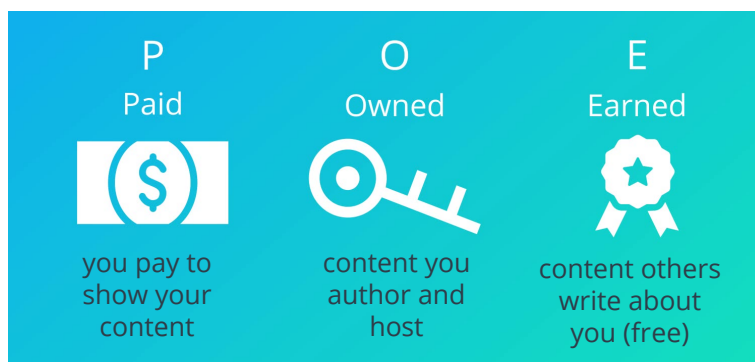 P
Paid
$
you pay to
show your
content
O
Owned
content you
author and
host
E
Earned
content others
write about
you (free)